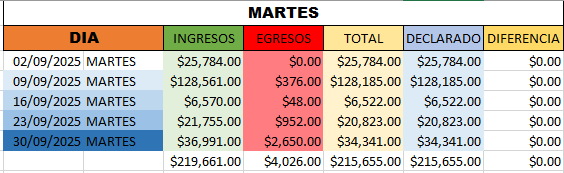 MARTES
DIA INGRESOS EGRESOS TOTAL DECLARADO DIFERENCIA
02/09/2025 MARTES $25,784.00 $0.00 $25,784.00 $25,784.00 $0.00
09/09/2025 MARTES $128,561.00 $376.00 $128,185.00 $128,185.00 $0.00
16/09/2025 MARTES $6,570.00 $48.00 $6,522.00 $6,522.00 $0.00
23/09/2025 MARTES $21,755.00 $952.00 $20,823.00 $20,823.00 $0.00
30/09/2025 MARTES $36,991.00 $2,650.00 $34,341.00 $34,341.00 $0.00
$219,661.00 $4,026.00 $215,655.00 $215,655.00 $0.00